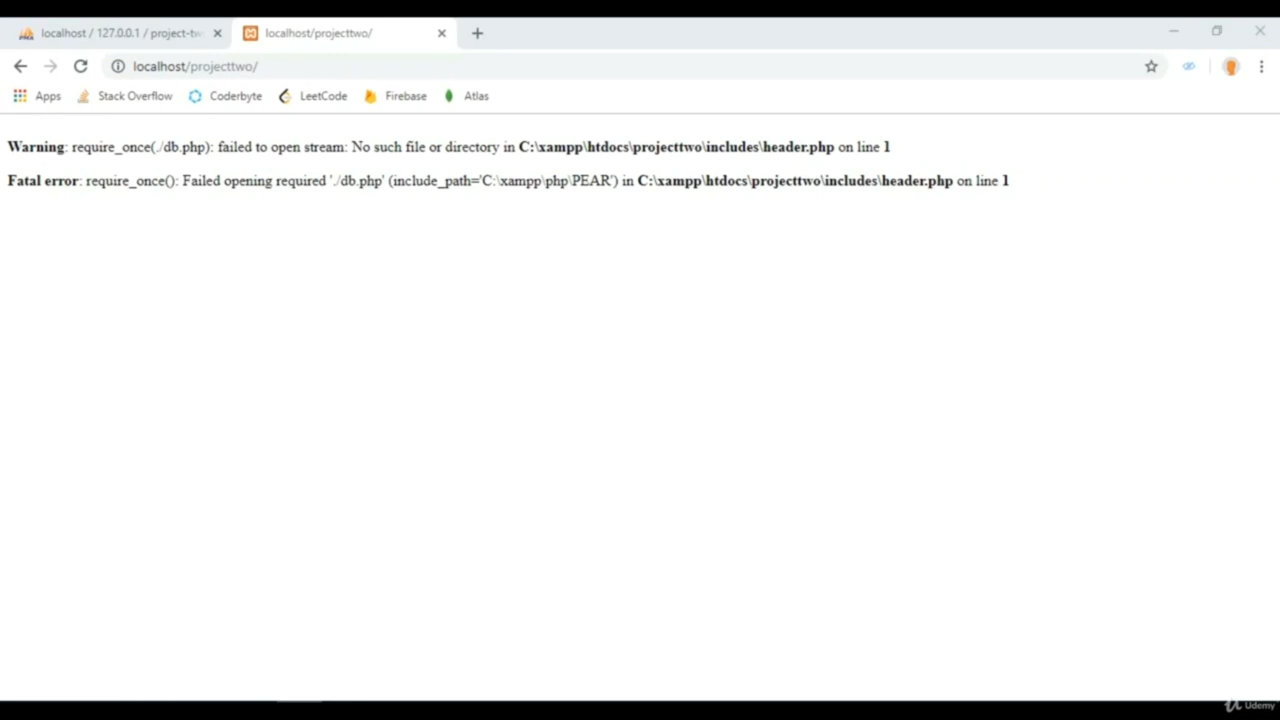 localhost / 127.0.0.1 / project-tw
localhost/projecttwo/
localhost/projecttwo/
Apps Stack Overflow Coderbyte LeetCode Firebase Atlas
Warning: require_once(./db.php): failed to open stream: No such file or directory in C:\xampp\htdocs\projecttwo\includes\header.php on line 1
Fatal error: require_once(): Failed opening required './db.php' (include_path='C:\xampp\php\PEAR') in C:\xampp\htdocs\projecttwo\includes\header.php on line 1
Udemy